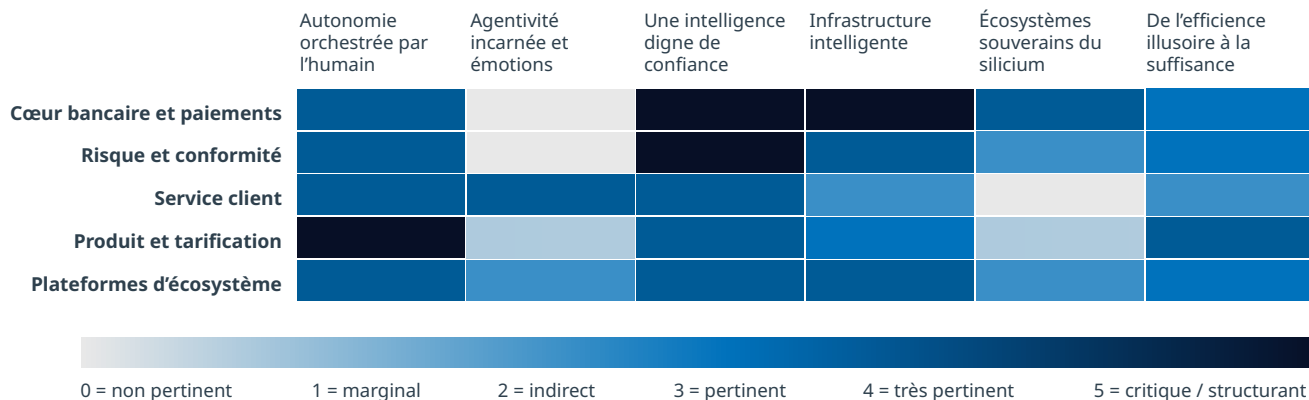 Autonomie
orchestrée par
l’humain
Agentivité
incarnée et
émotions
Une intelligence
digne de
confiance
Infrastructure
intelligente
Écosystèmes
souverains du
silicium
De l’efficience
illusoire à la
suffisance
Cœur bancaire et paiements
Risque et conformité
Service client
Produit et tarification
Plateformes d’écosystème
0 = non pertinent
1 = marginal
2 = indirect
3 = pertinent
4 = très pertinent
5 = critique / structurant